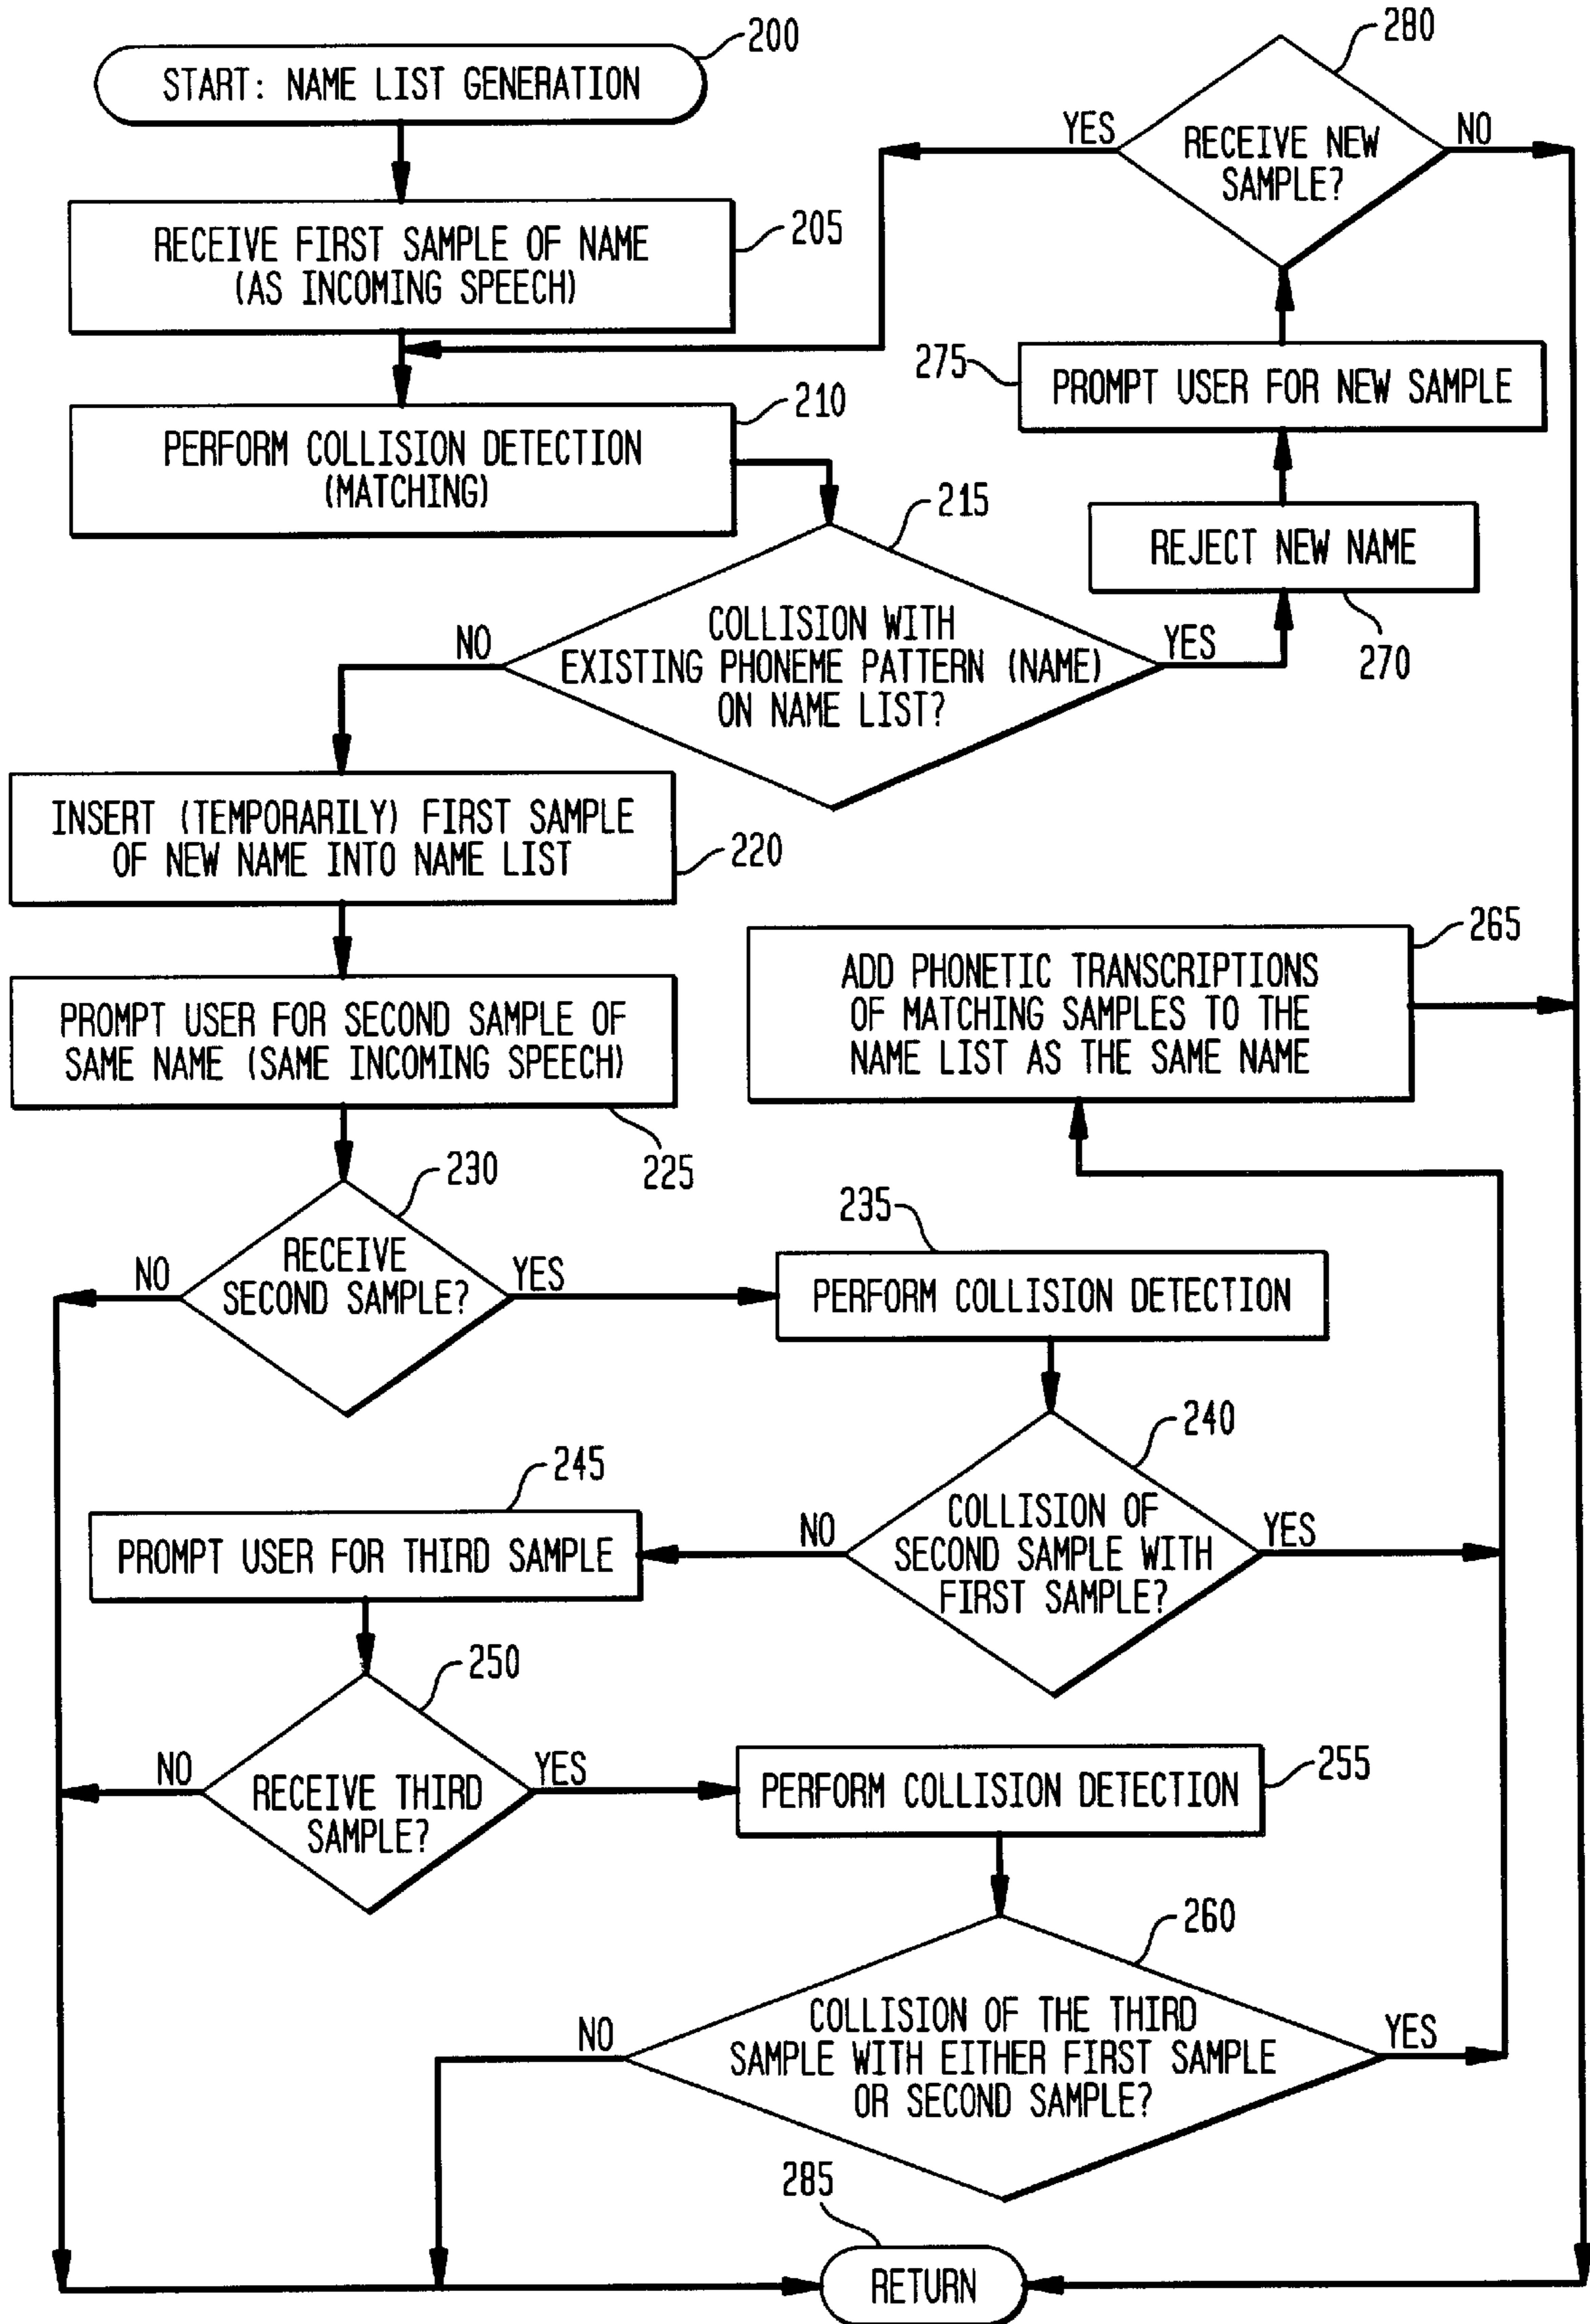 200
START: NAME LIST GENERATION
RECEIVE FIRST SAMPLE OF NAME
(AS INCOMING SPEECH)
205
280
RECEIVE NEW
SAMPLE?
YES
NO
275
PROMPT USER FOR NEW SAMPLE
210
PERFORM COLLISION DETECTION
(MATCHING)
215
REJECT NEW NAME
270
COLLISION WITH
EXISTING PHONEME PATTERN (NAME)
ON NAME LIST?
NO
YES
INSERT (TEMPORARILY) FIRST SAMPLE
OF NEW NAME INTO NAME LIST
220
265
ADD PHONETIC TRANSCRIPTIONS
OF MATCHING SAMPLES TO THE
NAME LIST AS THE SAME NAME
PROMPT USER FOR SECOND SAMPLE OF
SAME NAME (SAME INCOMING SPEECH)
225
230
RECEIVE
SECOND SAMPLE?
NO
YES
235
PERFORM COLLISION DETECTION
240
COLLISION OF
SECOND SAMPLE WITH
FIRST SAMPLE?
NO
YES
245
PROMPT USER FOR THIRD SAMPLE
250
RECEIVE THIRD
SAMPLE?
NO
YES
PERFORM COLLISION DETECTION
255
260
COLLISION OF THE THIRD
SAMPLE WITH EITHER FIRST SAMPLE
OR SECOND SAMPLE?
NO
YES
285
RETURN